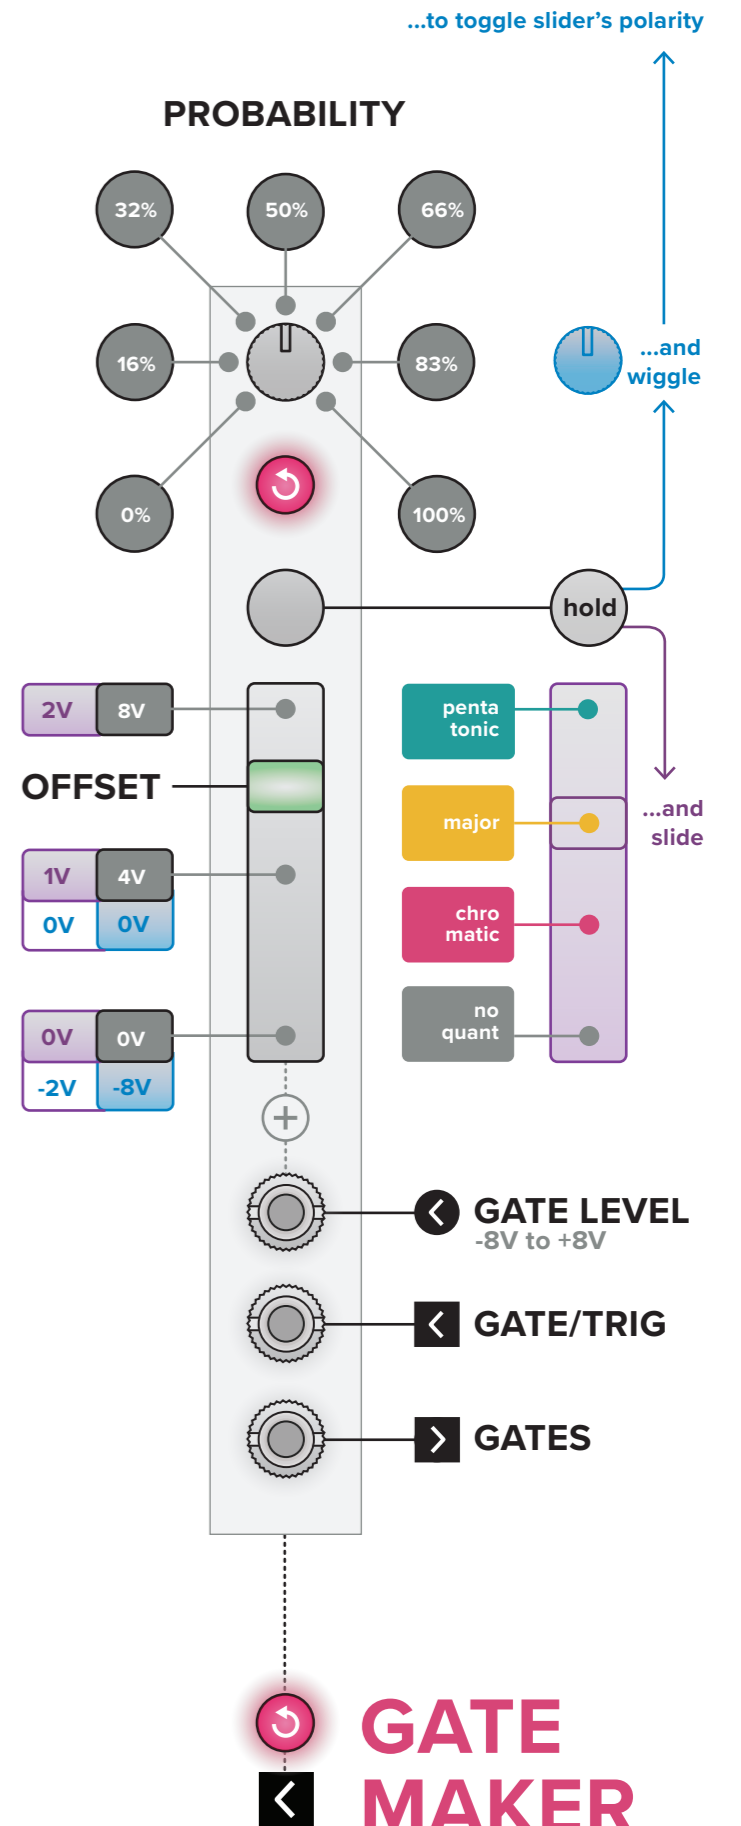 ...to toggle slider's polarity
PROBABILITY
32%
50%
66%
16%
83%
...and
wiggle
0%
100%
hold
2V
8V
penta
tonic
OFFSET
major
...and
slide
1V
4V
0V
0V
chro
matic
no
quant
0V
0V
-2V
-8V
GATE LEVEL
-8V to +8V
GATE/TRIG
GATES
GATE
MAKER